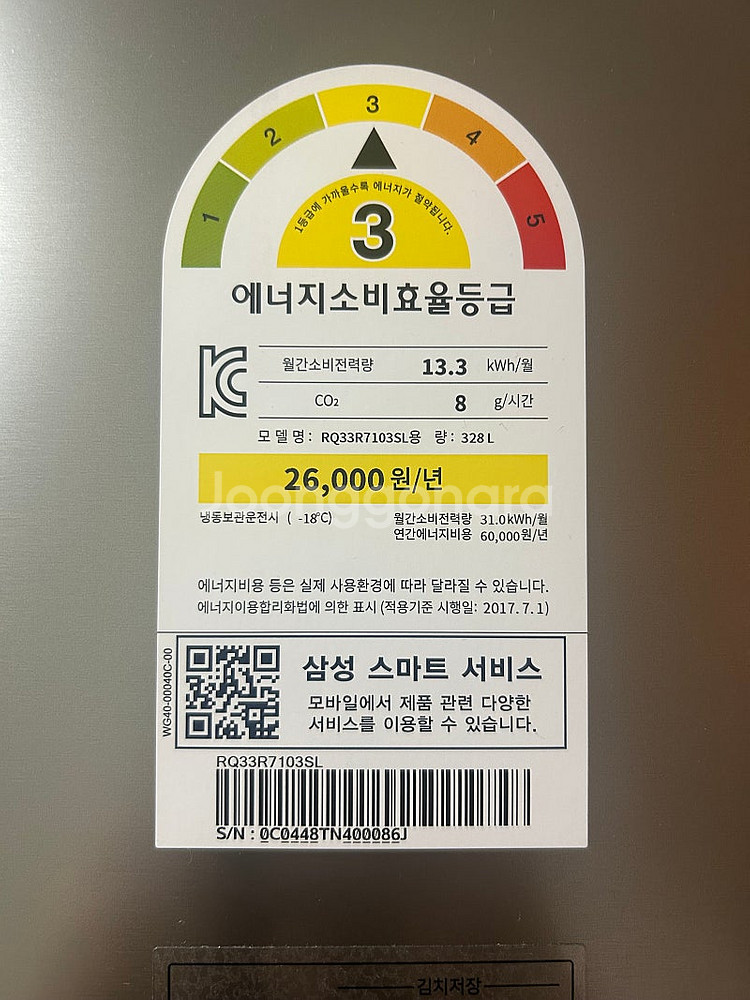 1 2 3 4 5
1등급에 가까울수록 에너지가 절약됩니다.
3
에너지소비효율등급
월간소비전력량 13.3 kWh/월
CO₂ 8 g/시간
모 델 명 : RQ33R7103SL용 량 : 328 L
26,000 원/년
Joonggonara
냉동보관운전시 ( -18℃) 월간소비전력량 31.0kWh/월
연간에너지비용 60,000원/년
에너지비용 등은 실제 사용환경에 따라 달라질 수 있습니다.
에너지이용합리화법에 의한 표시 (적용기준 시행일: 2017. 7. 1)
WG40-00040C-00
삼성 스마트 서비스
모바일에서 제품 관련 다양한
서비스를 이용할 수 있습니다.
RQ33R7103SL
S/N : 0C0448TN400086J
김치저장